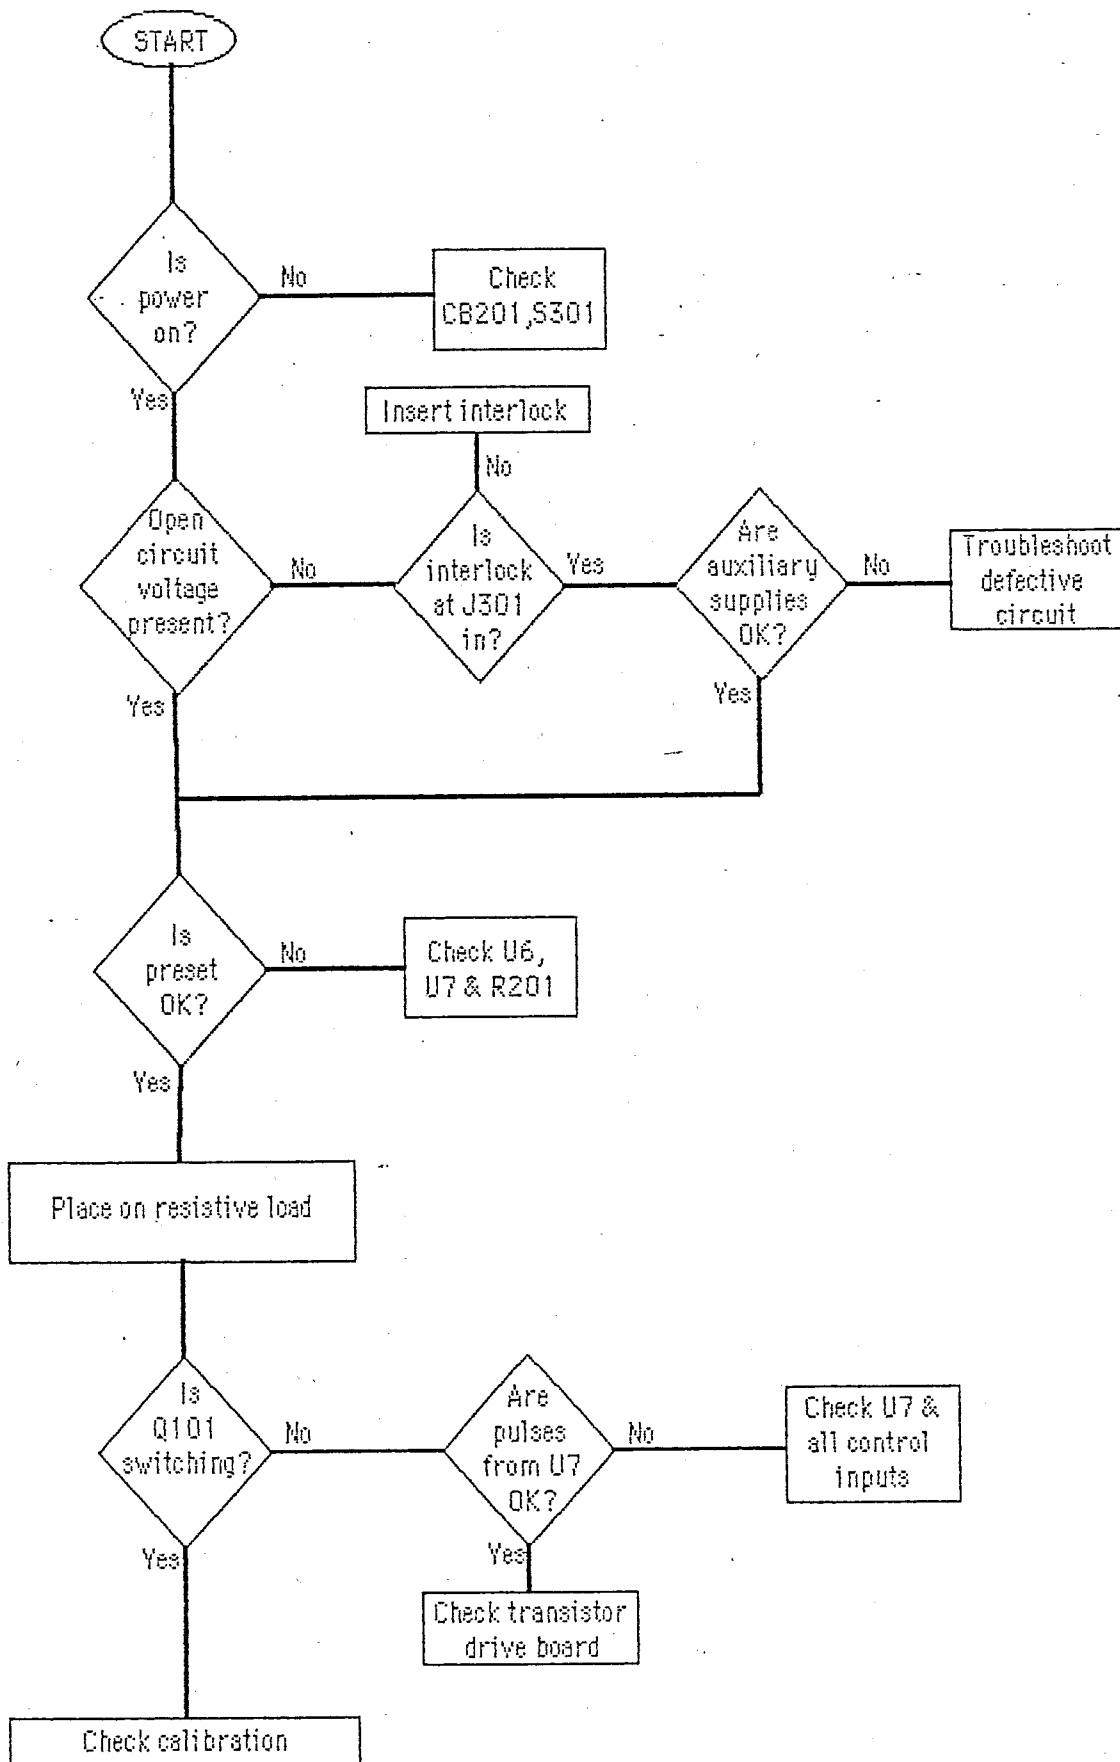 START
Is
power
on?
No
Check
CB201,S301
Yes
Insert interlock
No
Open
circuit
voltage
present?
No
Is
interlock
at J301
in?
Yes
Are
auxiliary
supplies
OK?
No
Troubleshoot
defective
circuit
Yes
Yes
Is
preset
OK?
No
Check U6,
U7 & R201
Yes
Place on resistive load
Is
Q101
switching?
No
Are
pulses
from U7
OK?
No
Check U7 &
all control
inputs
Yes
Yes
Check transistor
drive board
Check calibration